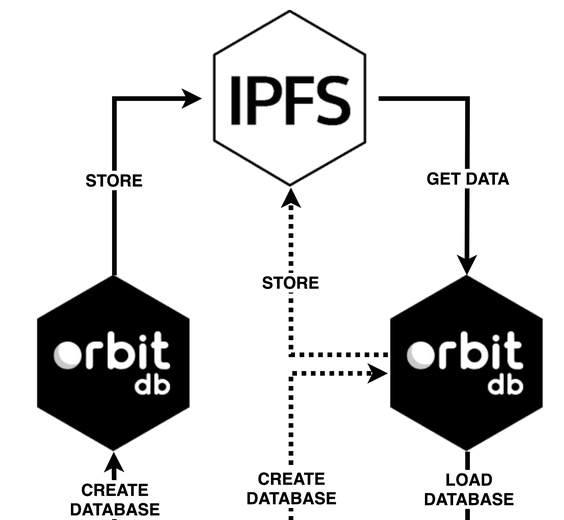 IPFS
STORE
GET DATA
STORE
orbit
db
orbit
db
CREATE
DATABASE
CREATE
DATABASE
LOAD
DATABASE